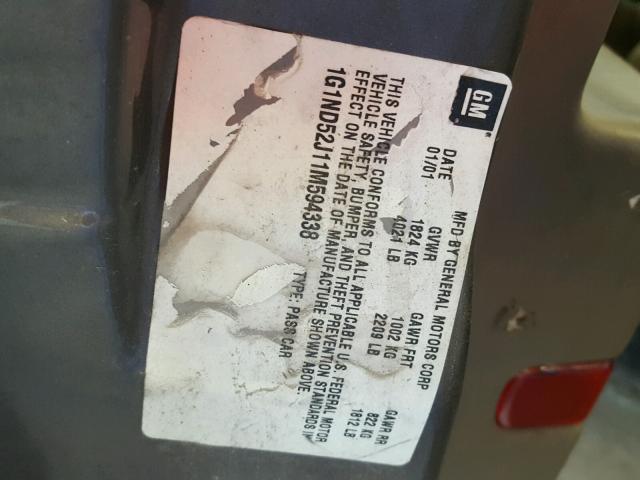 GM
MFD BY GENERAL MOTORS CORP
DATE GVWR GAWR FRT GAWR RR
01/01 1824 KG 1002 KG 822 KG
4021 LB 2209 LB 1812 LB
THIS VEHICLE CONFORMS TO ALL APPLICABLE U.S. FEDERAL MOTOR
VEHICLE SAFETY, BUMPER, AND THEFT PREVENTION STANDARDS IN
EFFECT ON THE DATE OF MANUFACTURE SHOWN ABOVE.
1G1ND52J11M594338 TYPE: PASS CAR